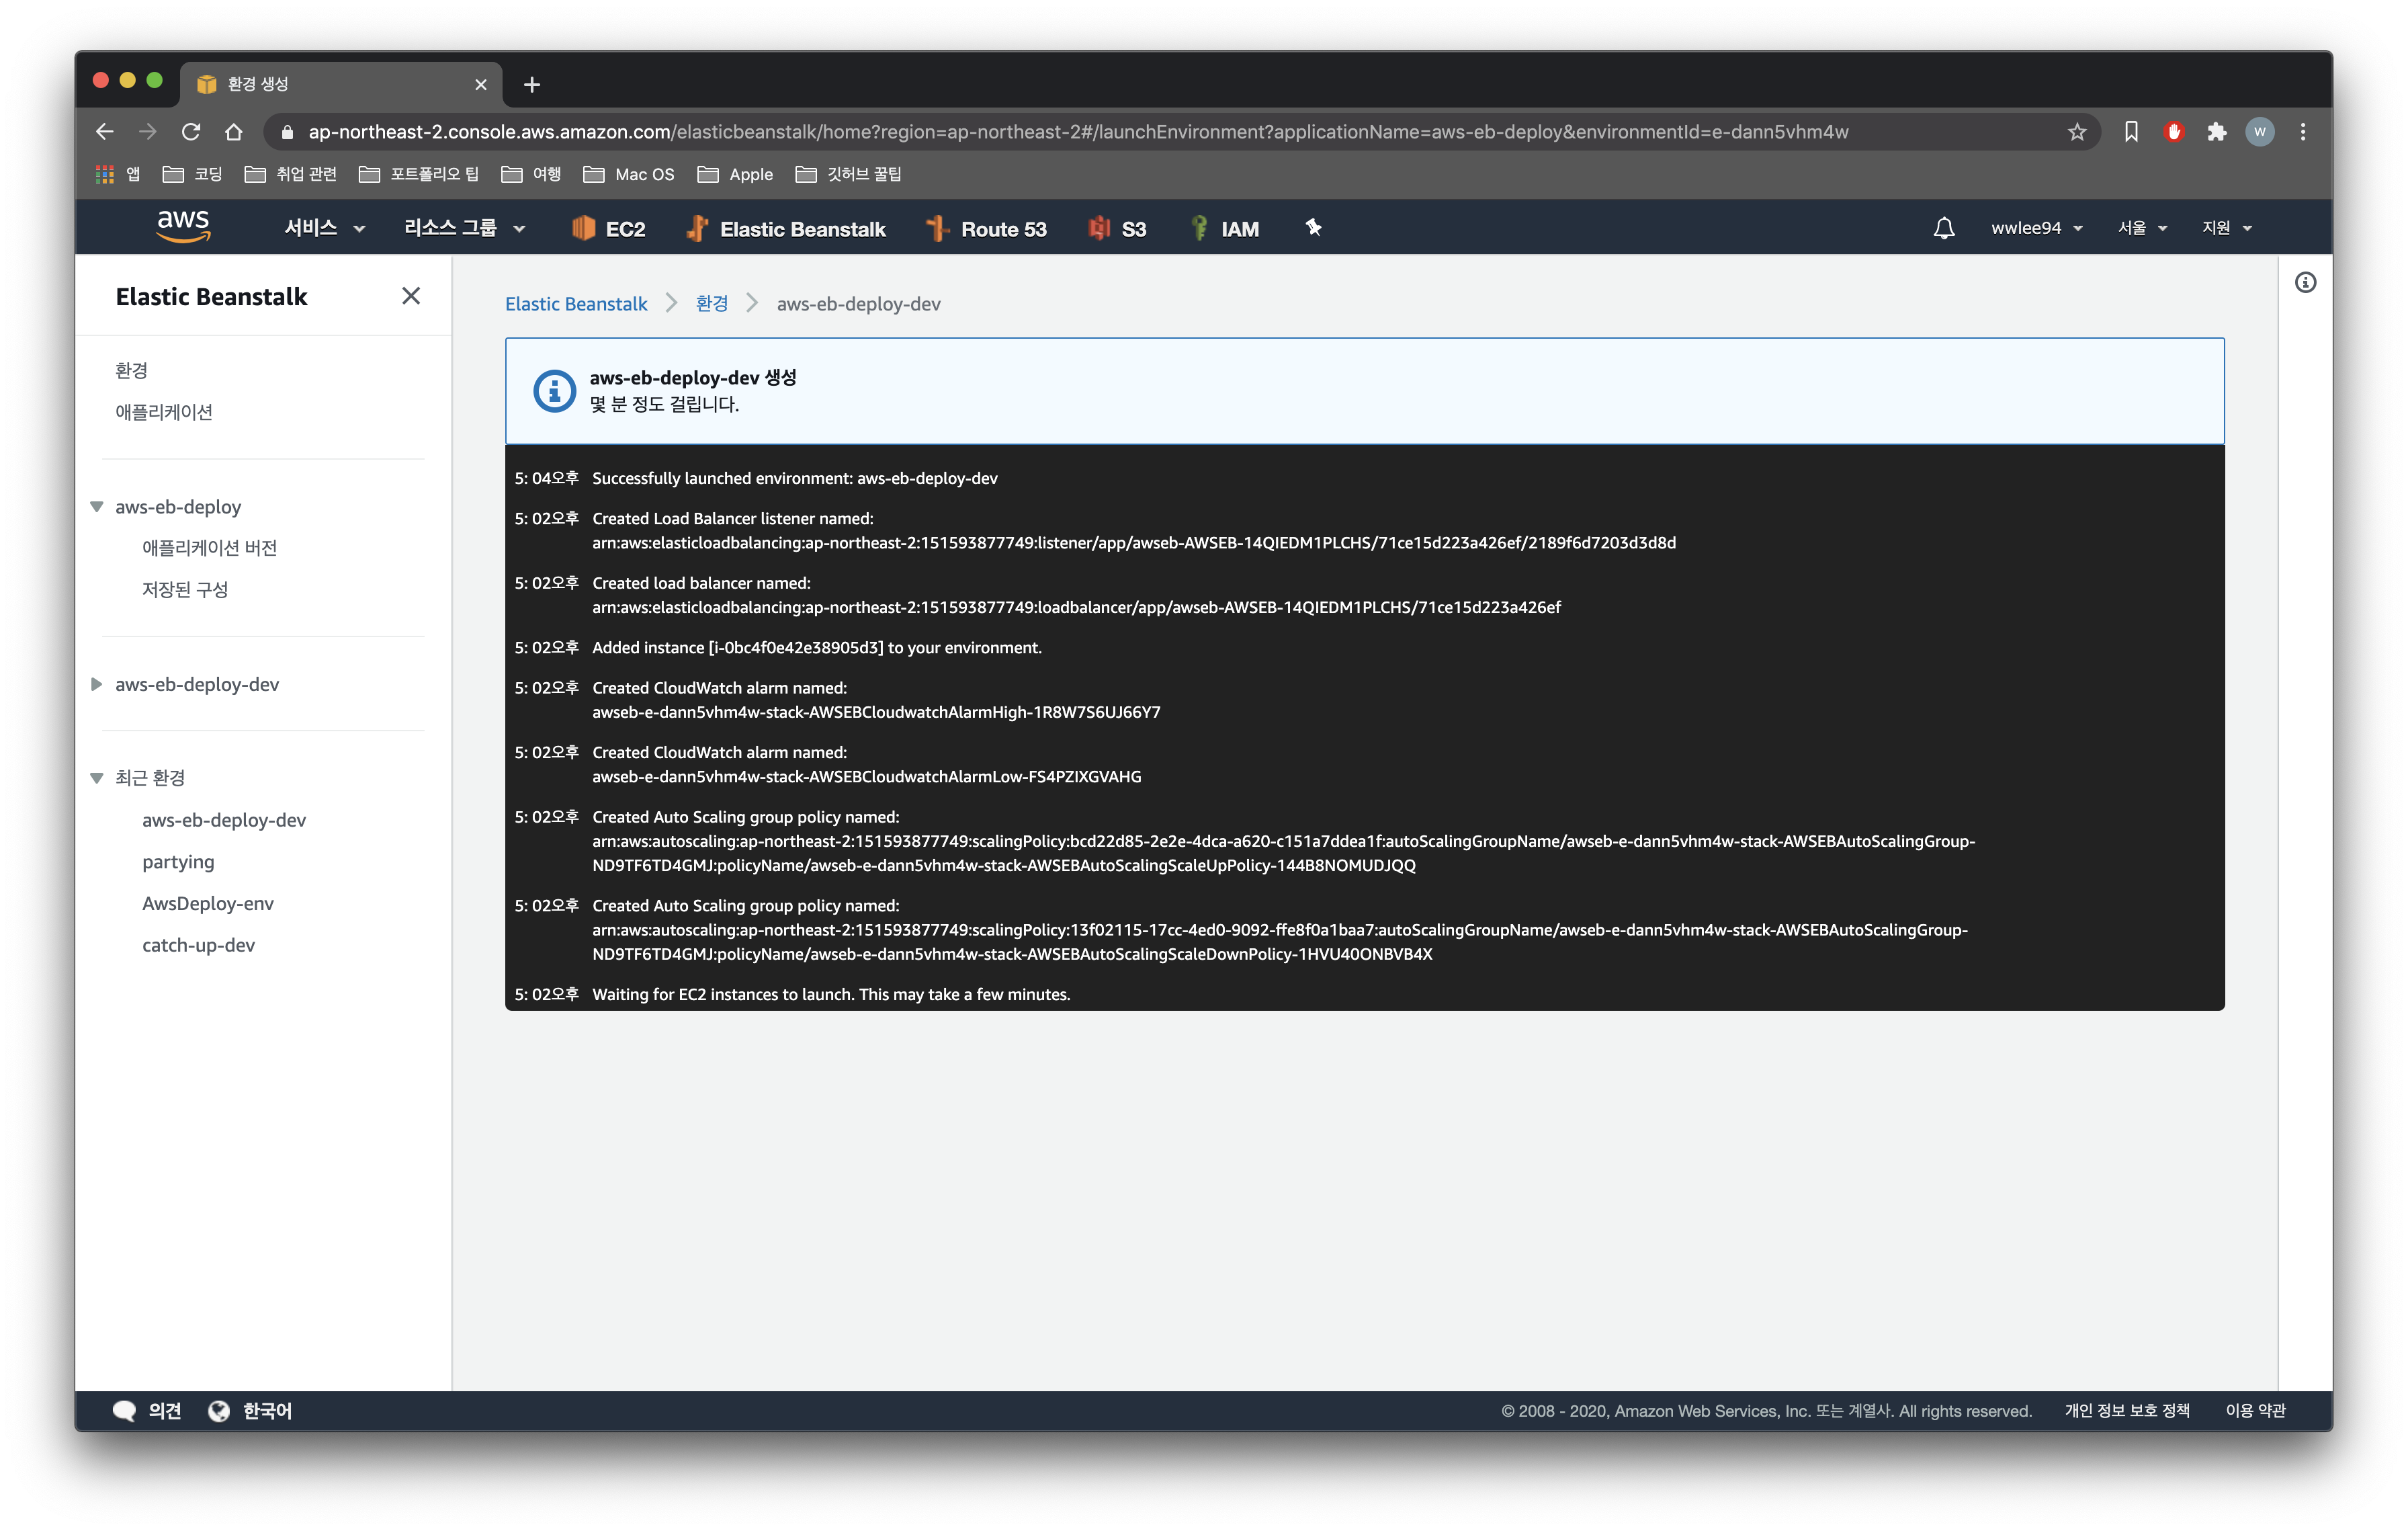 환경 생성
ap-northeast-2.console.aws.amazon.com/elasticbeanstalk/home?region=ap-northeast-2#/launchEnvironment?applicationName=aws-eb-deploy&environmentId=e-dann5vhm4w
W
앱 코딩 취업 관련 포트폴리오 팁 여행 Mac OS Apple 깃허브 꿀팁
aws 서비스 리소스 그룹 EC2 Elastic Beanstalk Route 53 S3 IAM wwlee94 서울 지원
Elastic Beanstalk
환경
애플리케이션
aws-eb-deploy
애플리케이션 버전
저장된 구성
aws-eb-deploy-dev
최근 환경
aws-eb-deploy-dev
partying
AwsDeploy-env
catch-up-dev
Elastic Beanstalk 환경 aws-eb-deploy-dev
aws-eb-deploy-dev 생성
몇 분 정도 걸립니다.
5: 04오후 Successfully launched environment: aws-eb-deploy-dev
5: 02오후 Created Load Balancer listener named:
arn:aws:elasticloadbalancing:ap-northeast-2:151593877749:listener/app/awseb-AWSEB-14QIEDM1PLCHS/71ce15d223a426ef/2189f6d7203d3d8d
5: 02오후 Created load balancer named:
arn:aws:elasticloadbalancing:ap-northeast-2:151593877749:loadbalancer/app/awseb-AWSEB-14QIEDM1PLCHS/71ce15d223a426ef
5: 02오후 Added instance [i-0bc4f0e42e38905d3] to your environment.
5: 02오후 Created CloudWatch alarm named:
awseb-e-dann5vhm4w-stack-AWSEBCloudwatchAlarmHigh-1R8W7S6UJ66Y7
5: 02오후 Created CloudWatch alarm named:
awseb-e-dann5vhm4w-stack-AWSEBCloudwatchAlarmLow-FS4PZIXGVAHG
5: 02오후 Created Auto Scaling group policy named:
arn:aws:autoscaling:ap-northeast-2:151593877749:scalingPolicy:bcd22d85-2e2e-4dca-a620-c151a7ddea1f:autoScalingGroupName/awseb-e-dann5vhm4w-stack-AWSEBAutoScalingGroup-
ND9TF6TD4GMJ:policyName/awseb-e-dann5vhm4w-stack-AWSEBAutoScalingScaleUpPolicy-144B8NOMUDJQQ
5: 02오후 Created Auto Scaling group policy named:
arn:aws:autoscaling:ap-northeast-2:151593877749:scalingPolicy:13f02115-17cc-4ed0-9092-ffe8f0a1baa7:autoScalingGroupName/awseb-e-dann5vhm4w-stack-AWSEBAutoScalingGroup-
ND9TF6TD4GMJ:policyName/awseb-e-dann5vhm4w-stack-AWSEBAutoScalingScaleDownPolicy-1HVU40ONBVB4X
5: 02오후 Waiting for EC2 instances to launch. This may take a few minutes.
의견 한국어 © 2008 - 2020, Amazon Web Services, Inc. 또는 계열사. All rights reserved. 개인 정보 보호 정책 이용 약관